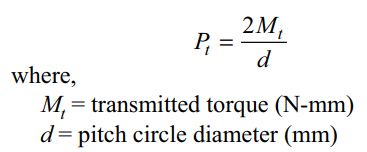 P_t = 2M_t / d
where,
M_t = transmitted torque (N-mm)
d = pitch circle diameter (mm)